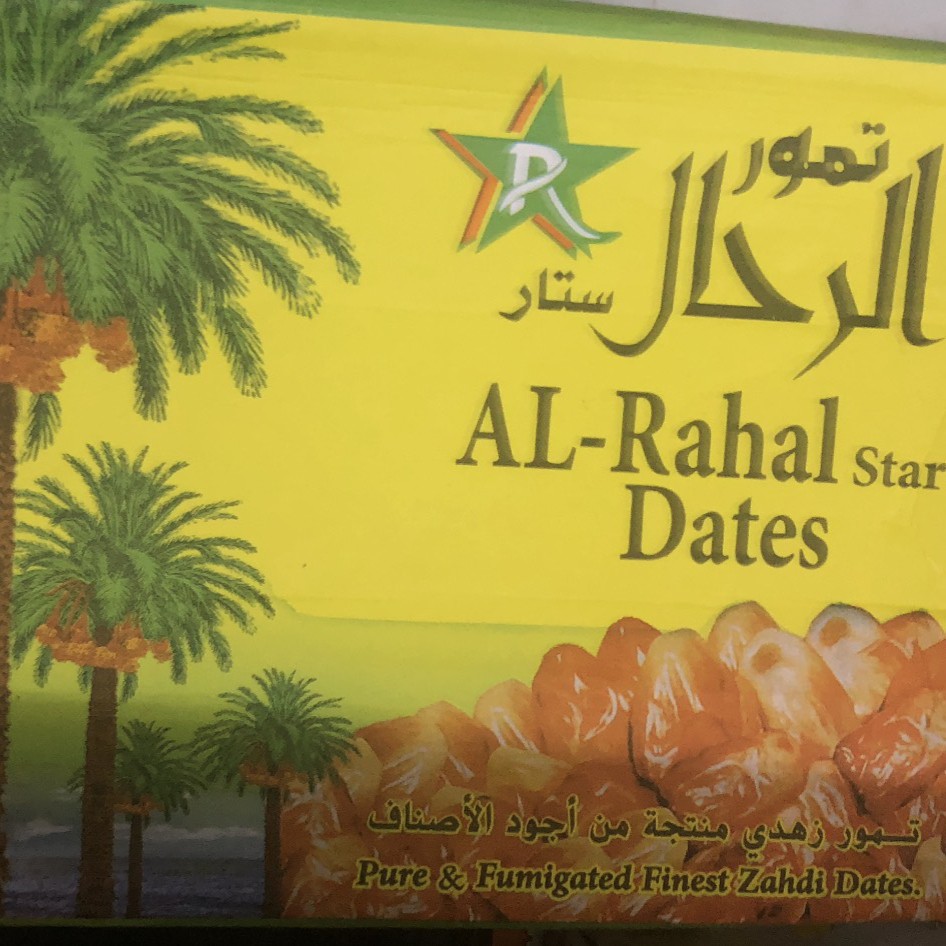 تمور
الرحال
ستار
R
AL-Rahal Star
Dates
تمور زهدي منتجة من أجود الأصناف
Pure & Fumigated Finest Zahdi Dates.